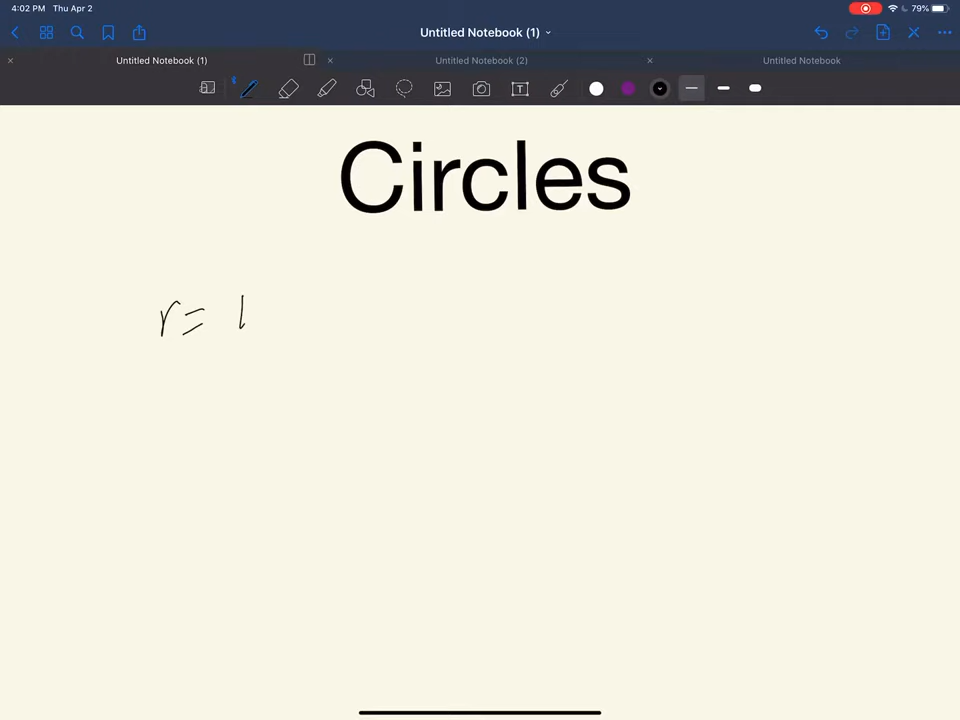 4:02 PM Thu Apr 2 79%
Untitled Notebook (1)
Untitled Notebook (1) Untitled Notebook (2) Untitled Notebook
T
Circles
r= 1